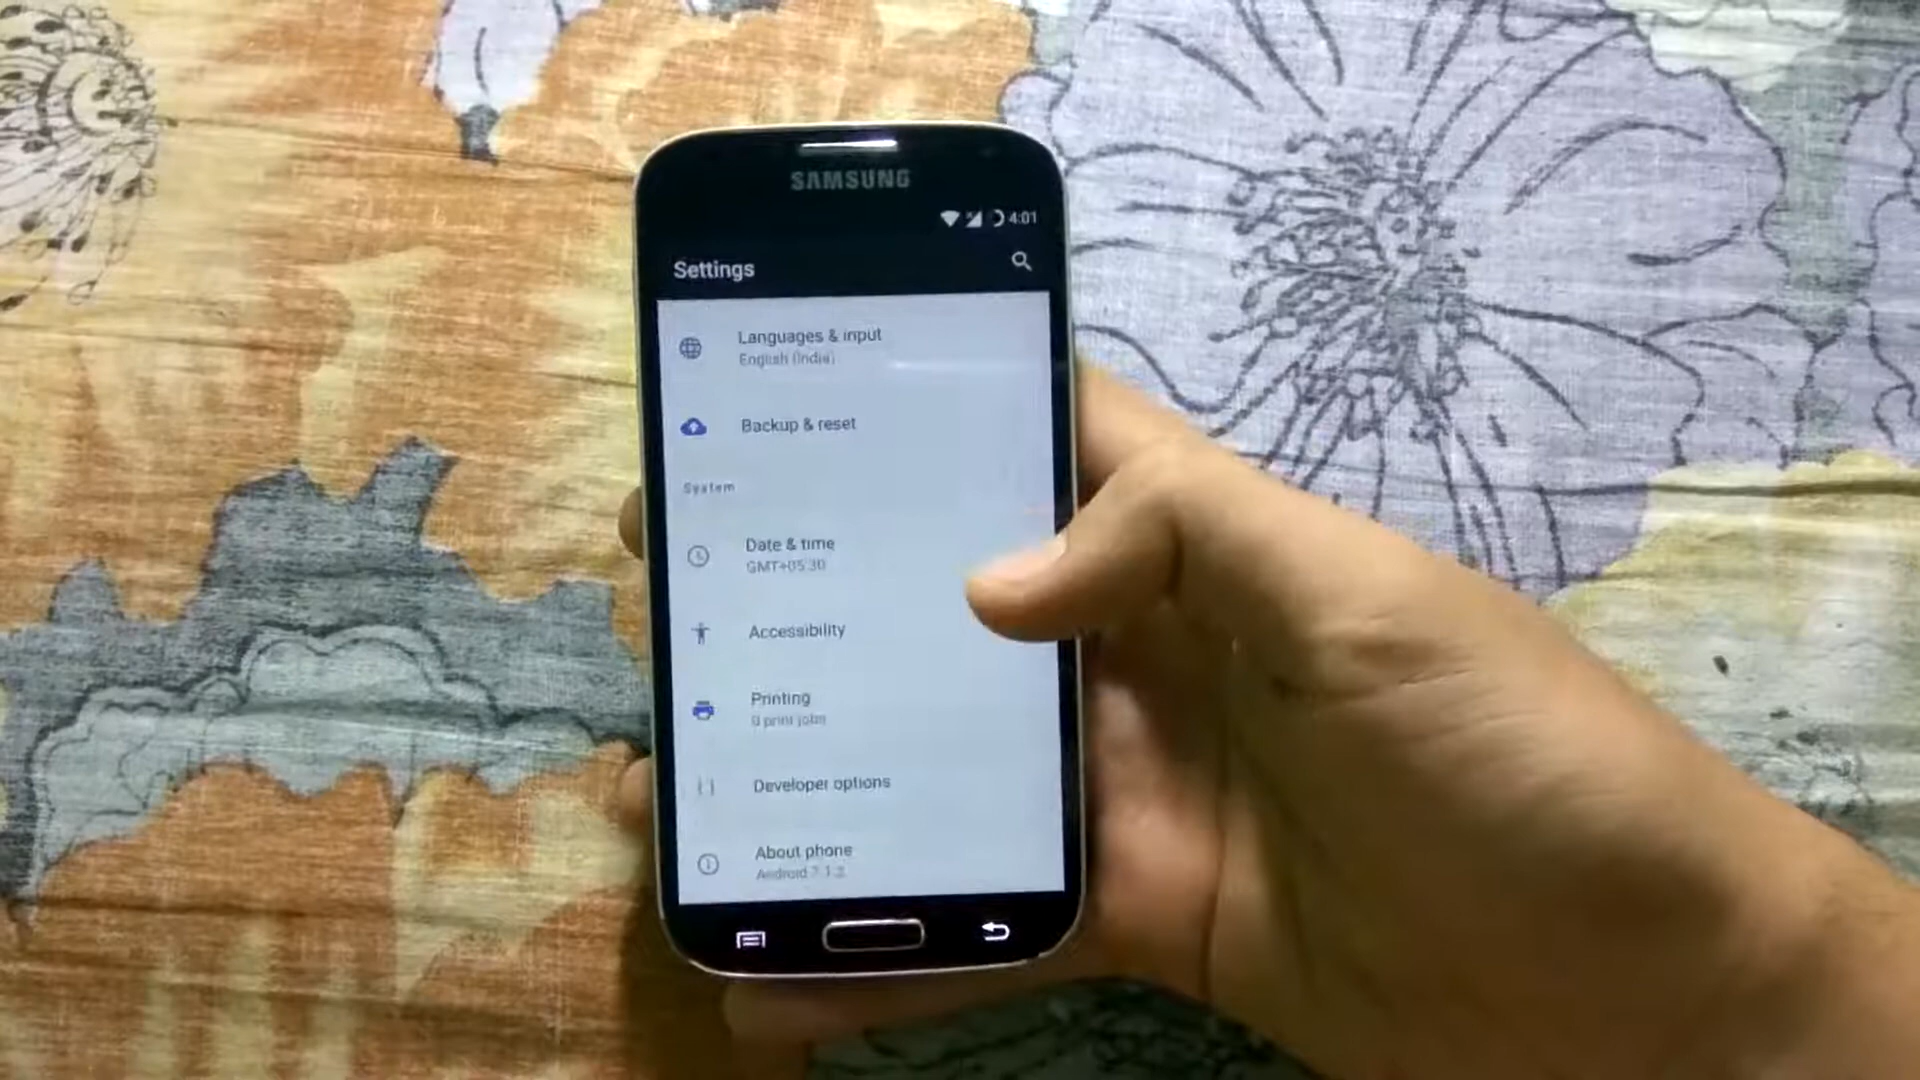 SAMSUNG
4:01
Settings
Languages & input
English (India)
Backup & reset
System
Date & time
GMT+05:30
Accessibility
Printing
0 print jobs
Developer options
About phone
Android 7.1.2